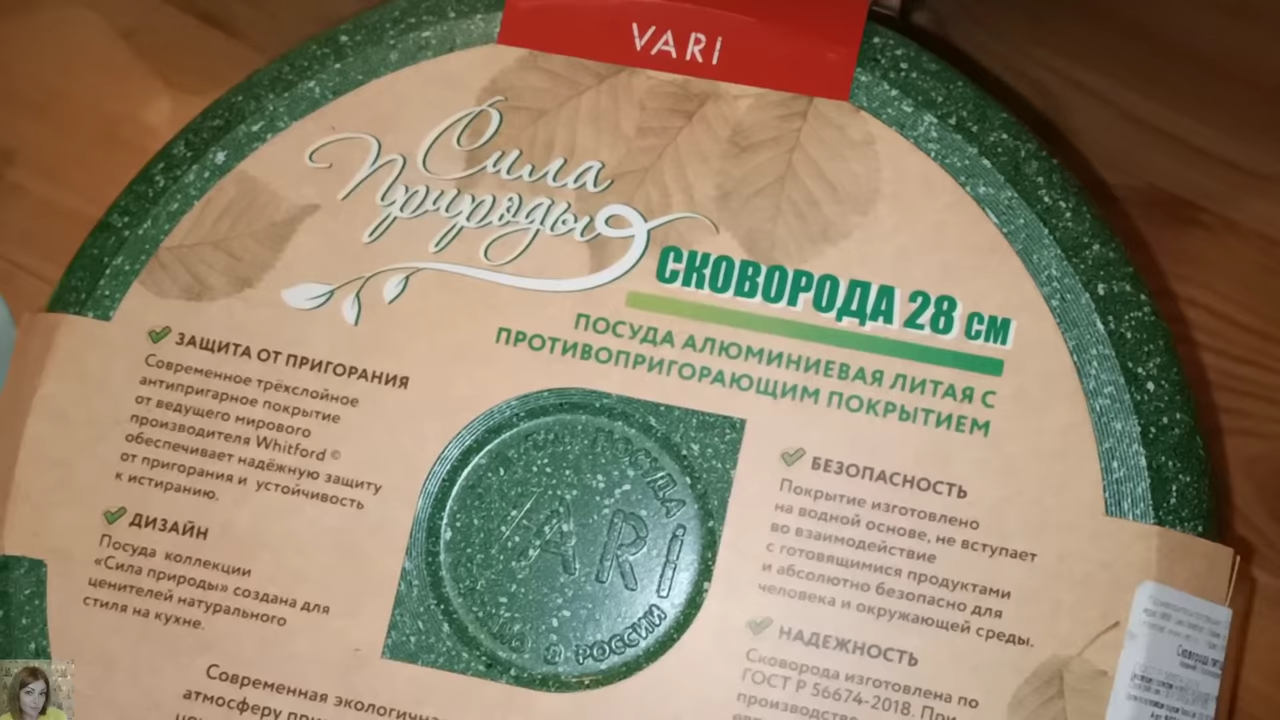 VARI
Сила
Природы
СКОВОРОДА 28 см
ПОСУДА АЛЮМИНИЕВАЯ ЛИТАЯ С
ПРОТИВОПРИГОРАЮЩИМ ПОКРЫТИЕМ
ЗАЩИТА ОТ ПРИГОРАНИЯ
Современное трёхслойное
антипригарное покрытие
от ведущего мирового
производителя Whitford ©
обеспечивает надёжную защиту
от пригорания и устойчивость
к истиранию.
ДИЗАЙН
Посуда коллекции
«Сила природы» создана для
ценителей натурального
стиля на кухне.
ПОСУДА
VARI
В РОССИИ
БЕЗОПАСНОСТЬ
Покрытие изготовлено
на водной основе, не вступает
во взаимодействие
с готовящимися продуктами
и абсолютно безопасно для
человека и окружающей среды.
НАДЕЖНОСТЬ
Сковорода изготовлена по
ГОСТ Р 56674-2018. При
Современная
атмосферу
Сковорода